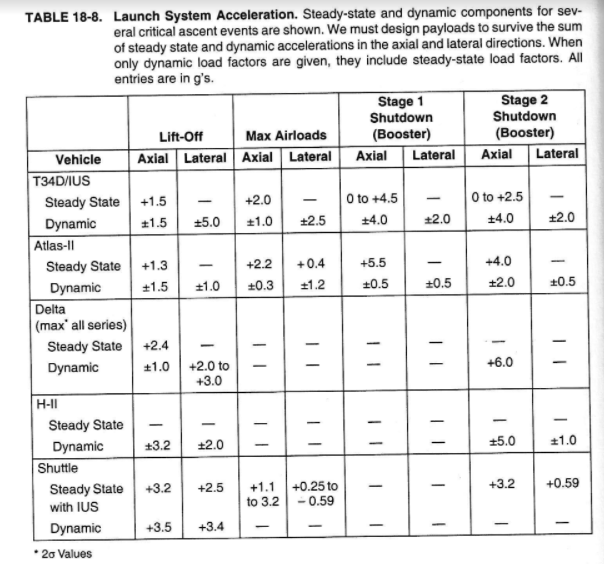 TABLE 18-8. Launch System Acceleration. Steady-state and dynamic components for sev-
eral critical ascent events are shown. We must design payloads to survive the sum
of steady state and dynamic accelerations in the axial and lateral directions. When
only dynamic load factors are given, they include steady-state load factors. All
entries are in g's.
Lift-Off Max Airloads Stage 1 Shutdown (Booster) Stage 2 Shutdown (Booster)
Vehicle Axial Lateral Axial Lateral Axial Lateral Axial Lateral
T34D/IUS
Steady State +1.5 — +2.0 — 0 to +4.5 — 0 to +2.5 —
Dynamic ±1.5 ±5.0 ±1.0 ±2.5 ±4.0 ±2.0 ±4.0 ±2.0
Atlas-II
Steady State +1.3 — +2.2 +0.4 +5.5 — +4.0 —
Dynamic ±1.5 ±1.0 ±0.3 ±1.2 ±0.5 ±0.5 ±2.0 ±0.5
Delta
(max* all series)
Steady State +2.4 — — — — — — —
Dynamic ±1.0 +2.0 to +3.0 — — — — +6.0 —
H-II
Steady State — — — — — — — —
Dynamic ±3.2 ±2.0 — — — — ±5.0 ±1.0
Shuttle
Steady State with IUS +3.2 +2.5 +1.1 to 3.2 +0.25 to -0.59 — — +3.2 +0.59
Dynamic +3.5 +3.4 — — — — — —
* 2σ Values